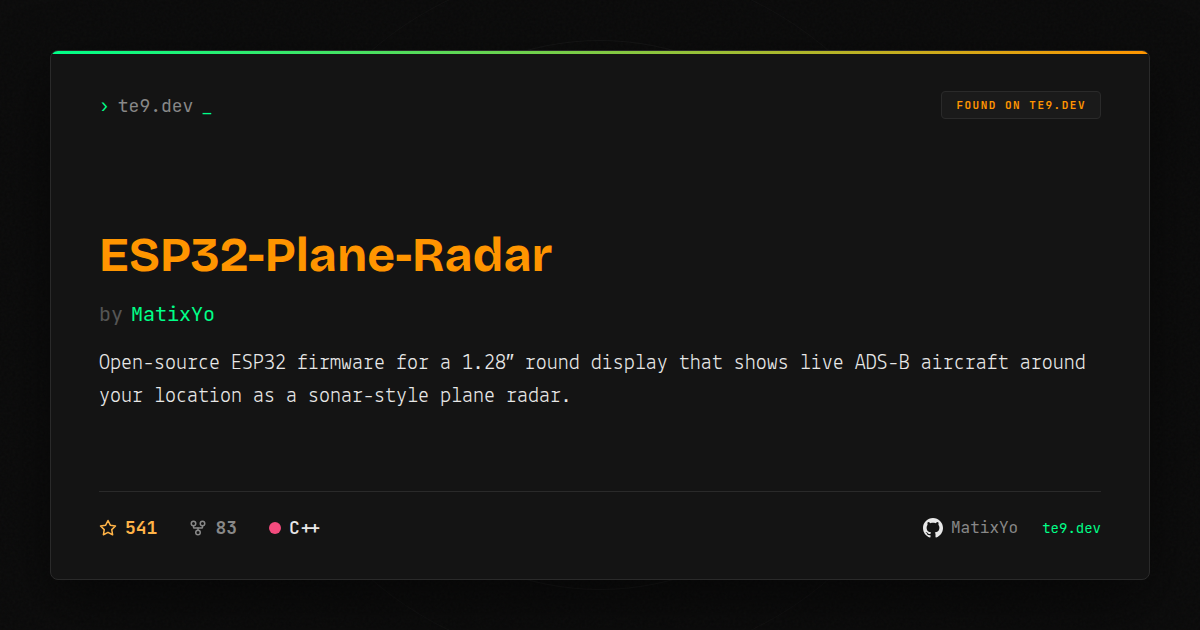 › te9.dev _
FOUND ON TE9.DEV
ESP32-Plane-Radar
by MatixYo
Open-source ESP32 firmware for a 1.28″ round display that shows live ADS-B aircraft around
your location as a sonar-style plane radar.
541 83 C++
MatixYo te9.dev